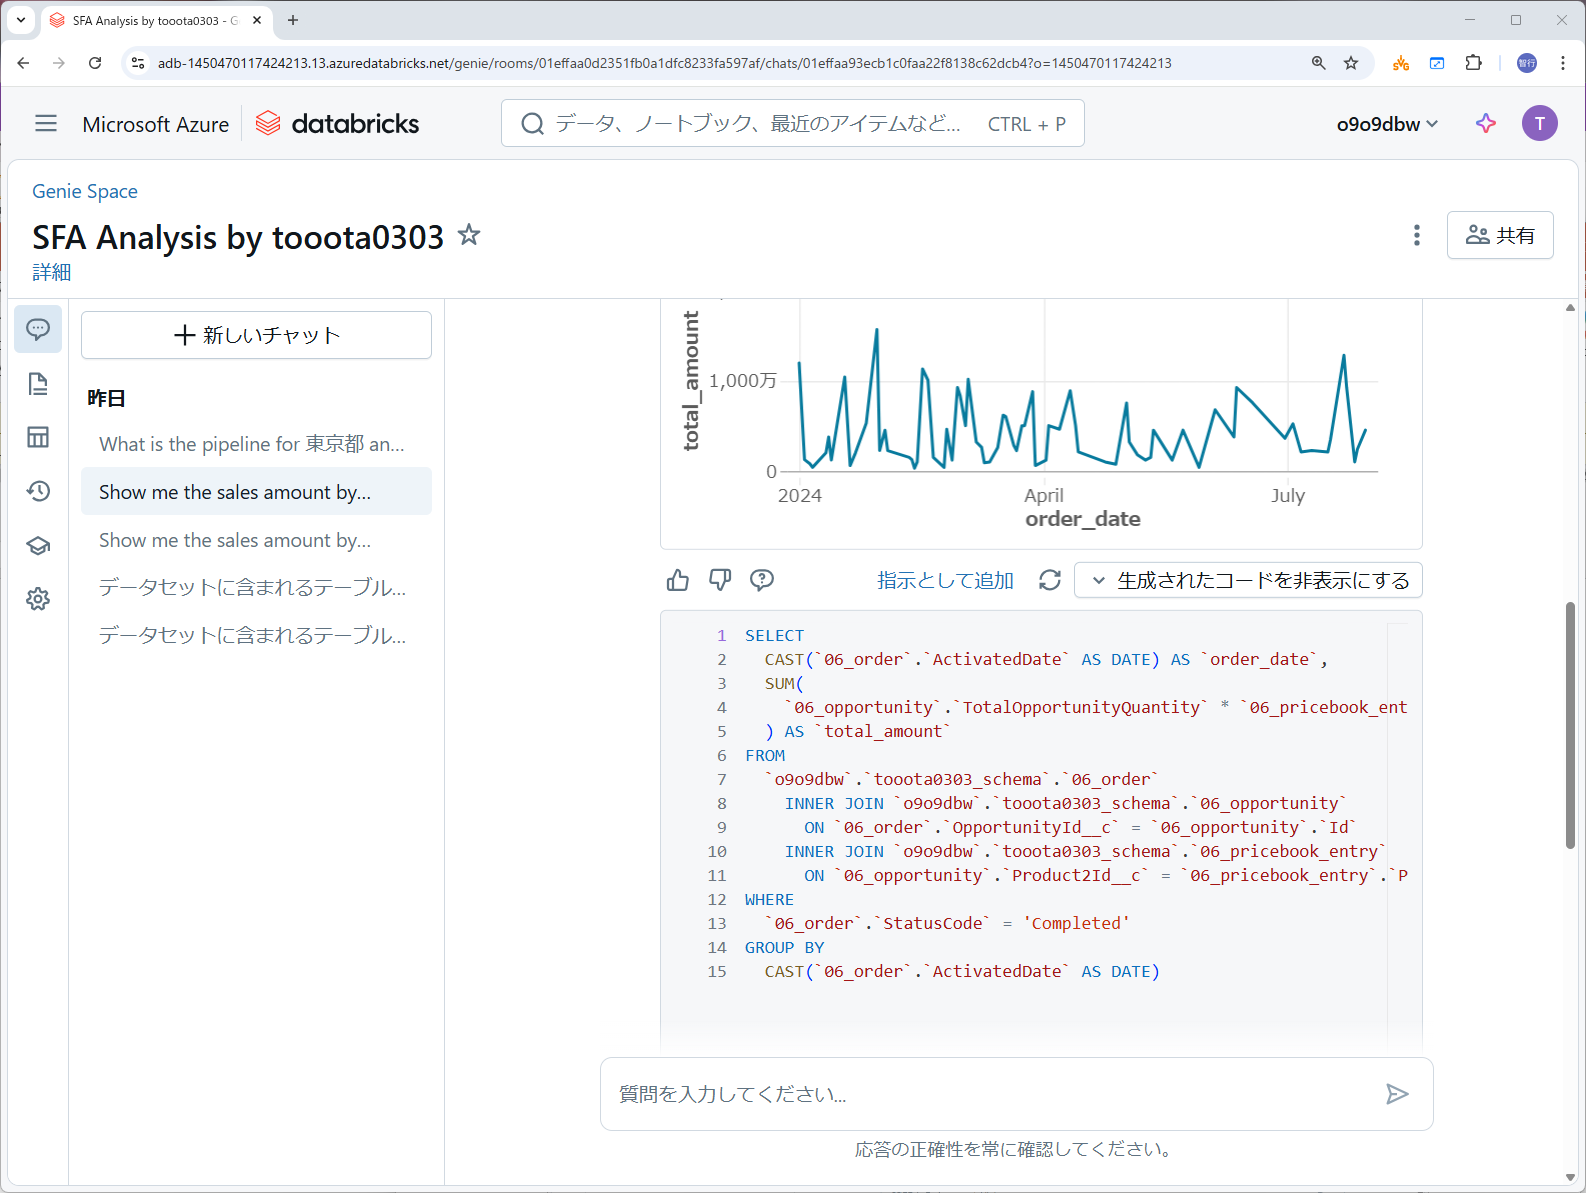 SFA Analysis by tooota0303 - G
adb-1450470117424213.13.azuredatabricks.net/genie/rooms/01effaa0d2351fb0a1dfc8233fa597af/chats/01effaa93ecb1c0faa22f8138c62dcb4?o=1450470117424213
SVG
智行
Microsoft Azure
databricks
データ、ノートブック、最近のアイテムなど...
CTRL + P
o9o9dbw
T
Genie Space
SFA Analysis by tooota0303
詳細
共有
新しいチャット
昨日
What is the pipeline for 東京都 an...
Show me the sales amount by...
Show me the sales amount by...
データセットに含まれるテーブル...
データセットに含まれるテーブル...
total_amount
1,000万
0
2024
April
July
order_date
指示として追加
生成されたコードを非表示にする
1 SELECT
2 CAST(`06_order`.`ActivatedDate` AS DATE) AS `order_date`,
3 SUM(
4 `06_opportunity`.`TotalOpportunityQuantity` * `06_pricebook_ent
5 ) AS `total_amount`
6 FROM
7 `o9o9dbw`.`tooota0303_schema`.`06_order`
8 INNER JOIN `o9o9dbw`.`tooota0303_schema`.`06_opportunity`
9 ON `06_order`.`OpportunityId__c` = `06_opportunity`.`Id`
10 INNER JOIN `o9o9dbw`.`tooota0303_schema`.`06_pricebook_entry`
11 ON `06_opportunity`.`Product2Id__c` = `06_pricebook_entry`.`P
12 WHERE
13 `06_order`.`StatusCode` = 'Completed'
14 GROUP BY
15 CAST(`06_order`.`ActivatedDate` AS DATE)
質問を入力してください...
応答の正確性を常に確認してください。